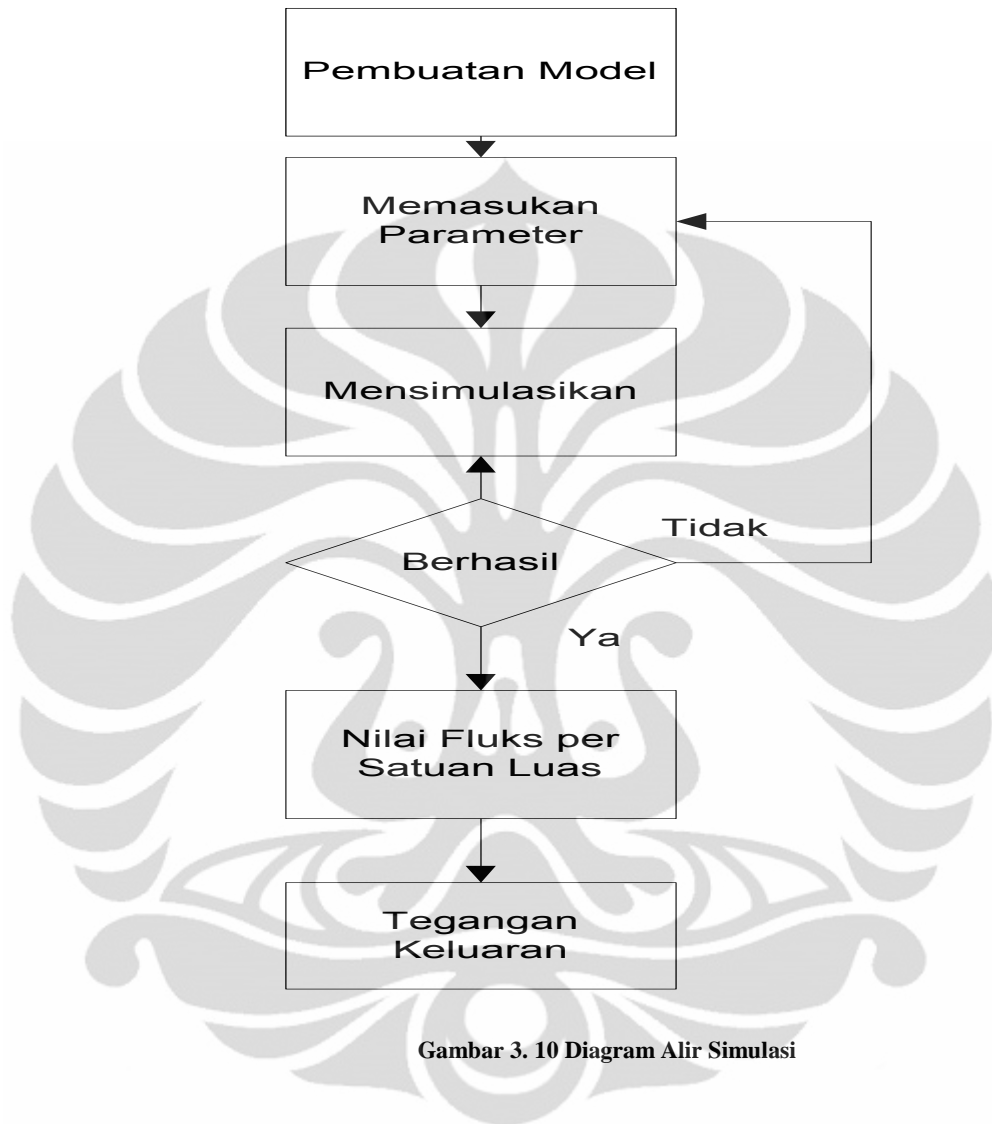 Pembuatan Model
Memasukan
Parameter
Mensimulasikan
Tidak
Berhasil
Ya
Nilai Fluks per
Satuan Luas
Tegangan
Keluaran
Gambar 3. 10 Diagram Alir Simulasi